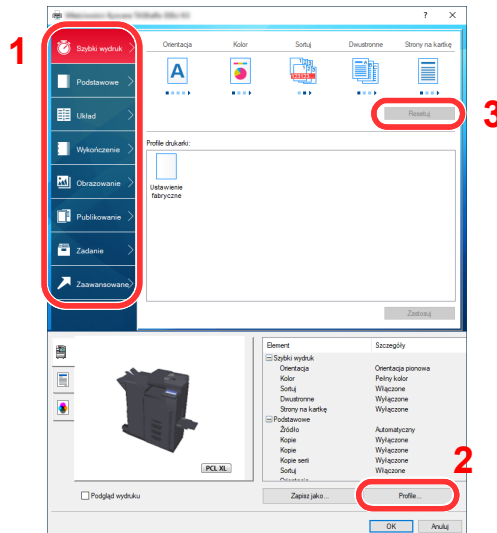 ?
1
Szybki wydruk
Podstawowe
Układ
Wykończenie
Obrazowanie
Publikowanie
Zadanie
Zaawansowane
Orientacja Kolor Sortuj Dwustronne Strony na kartkę
A
123123...
Resetuj
3
Profile drukarki:
Ustawienie
fabryczne
Zastosuj
Element Szczegóły
Szybki wydruk
Orientacja Orientacja pionowa
Kolor Pełny kolor
Sortuj Włączone
Dwustronne Wyłączone
Strony na kartkę Wyłączone
Podstawowe
Źródło Automatyczny
Kopie Wyłączone
Kopie Wyłączone
Kopie serii Wyłączone
Sortuj Włączone
PCL XL
2
Podgląd wydruku
Zapisz jako...
Profile...
OK Anuluj